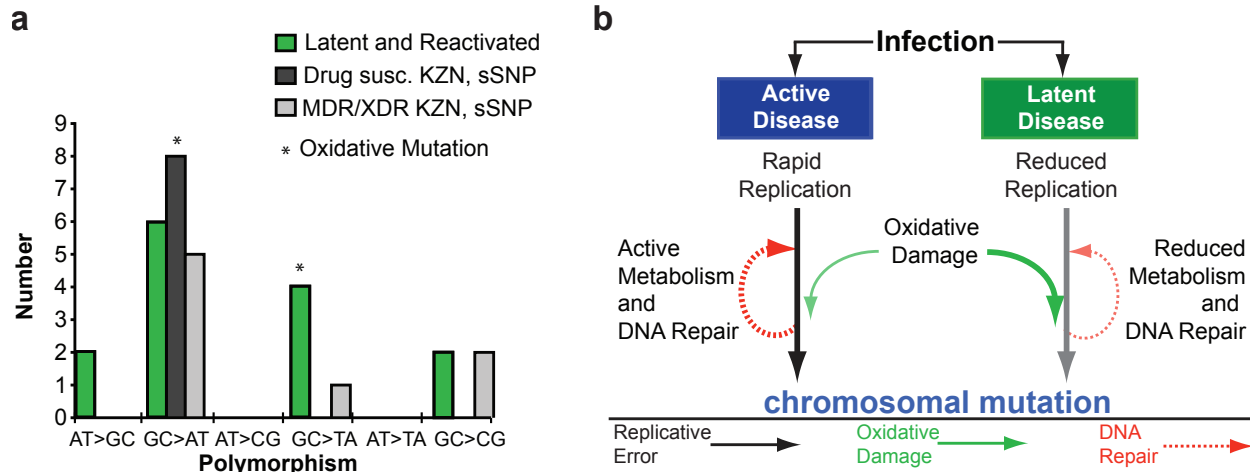 a
Latent and Reactivated
Drug susc. KZN, sSNP
MDR/XDR KZN, sSNP
* Oxidative Mutation
Number
9
8
7
6
5
4
3
2
1
0
*
*
AT>GC GC>AT AT>CG GC>TA AT>TA GC>CG
Polymorphism
b
Infection
Active
Disease
Latent
Disease
Rapid
Replication
Reduced
Replication
Oxidative
Damage
Active
Metabolism
and
DNA Repair
Reduced
Metabolism
and
DNA Repair
chromosomal mutation
Replicative
Error
Oxidative
Damage
DNA
Repair